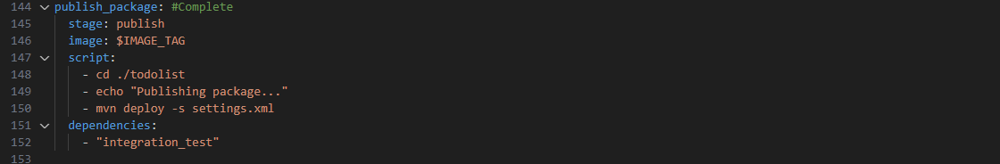 144 publish_package: #Complete
145 stage: publish
146 image: $IMAGE_TAG
147 script:
148 - cd ./todolist
149 - echo "Publishing package..."
150 - mvn deploy -s settings.xml
151 dependencies:
152 - "integration_test"
153